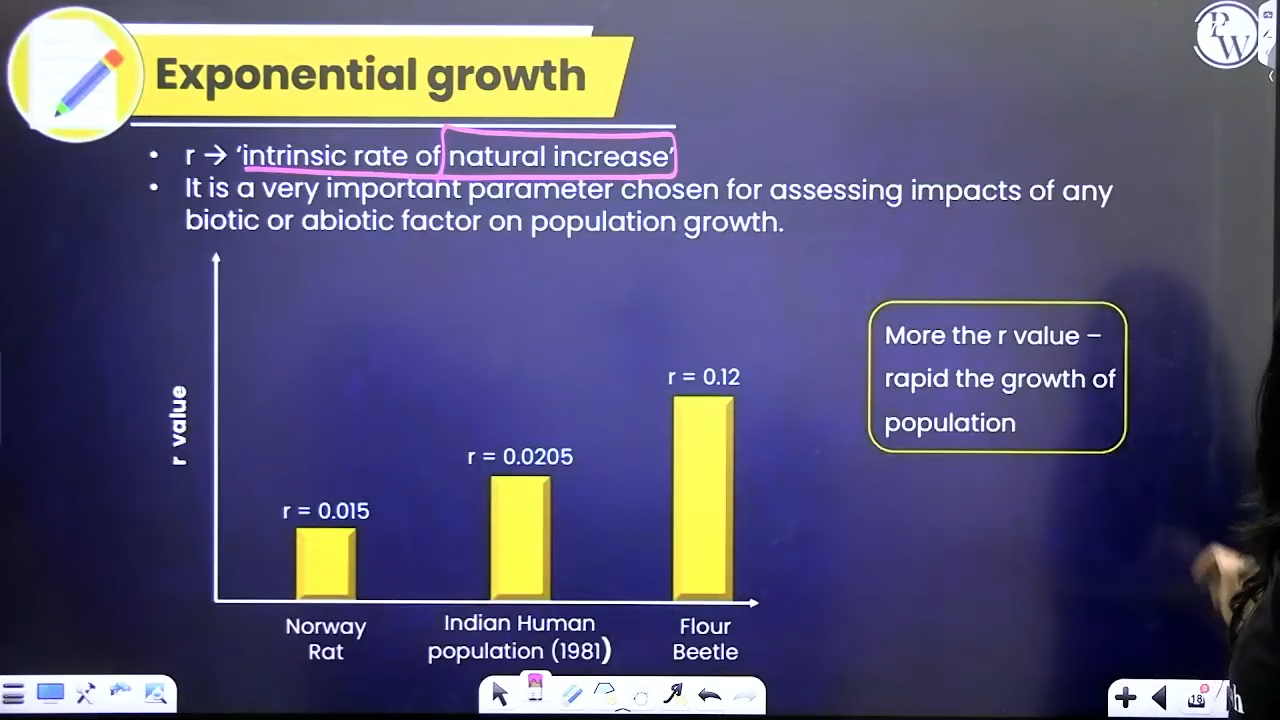 Exponential growth
PW
• r → ‘intrinsic rate of natural increase’
• It is a very important parameter chosen for assessing impacts of any
biotic or abiotic factor on population growth.
r value
r = 0.015
r = 0.0205
r = 0.12
Norway
Rat
Indian Human
population (1981)
Flour
Beetle
More the r value –
rapid the growth of
population
18